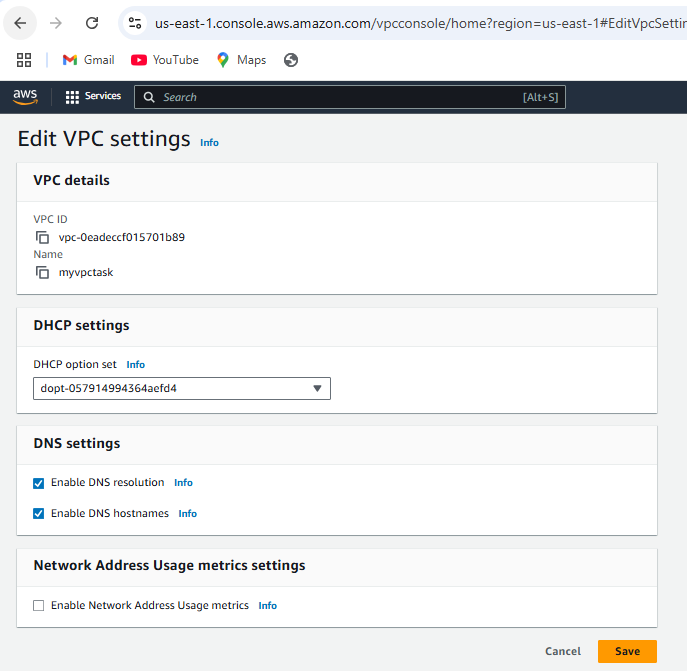 us-east-1.console.aws.amazon.com/vpcconsole/home?region=us-east-1#EditVpcSettin
Gmail YouTube Maps
aws Services Search [Alt+S]
Edit VPC settings Info
VPC details
VPC ID
vpc-0eadeccf015701b89
Name
myvpctask
DHCP settings
DHCP option set Info
dopt-057914994364aefd4
DNS settings
Enable DNS resolution Info
Enable DNS hostnames Info
Network Address Usage metrics settings
Enable Network Address Usage metrics Info
Cancel Save